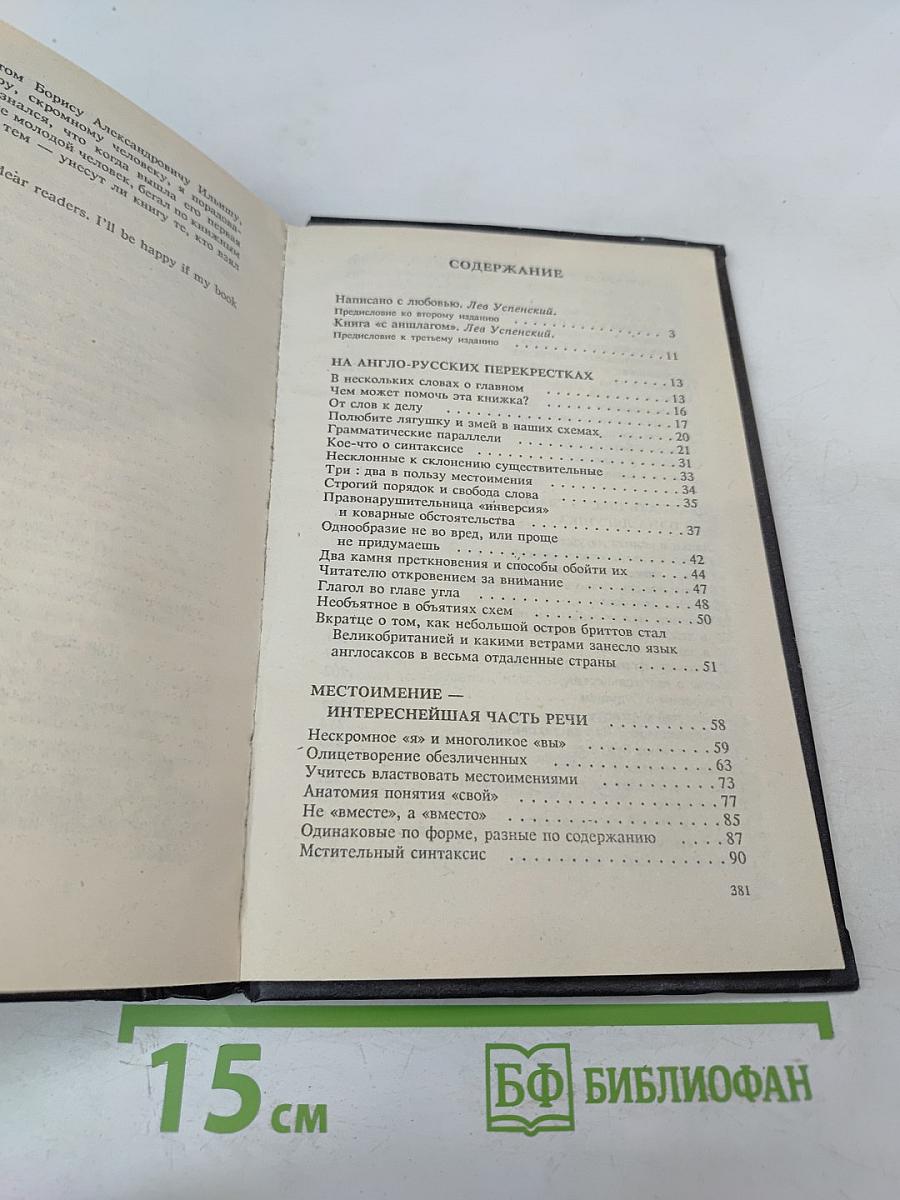 том Борису Александровичу Ильишу,
ру, скромному человеку, я порадова-
знался, что когда вышла его первая
е молодой человек, бегал по книжным
тем — унесут ли книгу те, кто взял
dear readers. I'll be happy if my book
СОДЕРЖАНИЕ
Написано с любовью. Лев Успенский.
Предисловие ко второму изданию . . . . . . . . . . . . . . . . 3
Книга «с аншлагом». Лев Успенский.
Предисловие к третьему изданию . . . . . . . . . . . . . . . . 11
НА АНГЛО-РУССКИХ ПЕРЕКРЕСТКАХ . . . . . . 13
В нескольких словах о главном . . . . . . . . . . . . . 13
Чем может помочь эта книжка? . . . . . . . . . . . . . 16
От слов к делу . . . . . . . . . . . . . . . . . . . . . 17
Полюбите лягушку и змей в наших схемах . . . . . . . 20
Грамматические параллели . . . . . . . . . . . . . . . 21
Кое-что о синтаксисе . . . . . . . . . . . . . . . . . . 31
Несклонные к склонению существительные . . . . . . 33
Три : два в пользу местоимения . . . . . . . . . . . . . 34
Строгий порядок и свобода слова . . . . . . . . . . . . 35
Правонарушительница «инверсия»
и коварные обстоятельства . . . . . . . . . . . . . . 37
Однообразие не во вред, или проще
не придумаешь . . . . . . . . . . . . . . . . . . . . 42
Два камня преткновения и способы обойти их . . . . 44
Читателю откровением за внимание . . . . . . . . . . 47
Глагол во главе угла . . . . . . . . . . . . . . . . . . 48
Необъятное в объятиях схем . . . . . . . . . . . . . . 50
Вкратце о том, как небольшой остров бриттов стал
Великобританией и какими ветрами занесло язык
англосаксов в весьма отдаленные страны . . . . . . 51
МЕСТОИМЕНИЕ —
ИНТЕРЕСНЕЙШАЯ ЧАСТЬ РЕЧИ . . . . . . . . . 58
Нескромное «я» и многоликое «вы» . . . . . . . . . . . 59
Олицетворение обезличенных . . . . . . . . . . . . . . 63
Учитесь властвовать местоимениями . . . . . . . . . . 73
Анатомия понятия «свой» . . . . . . . . . . . . . . . . 77
Не «вместе», а «вместо» . . . . . . . . . . . . . . . . . 85
Одинаковые по форме, разные по содержанию . . . . 87
Мстительный синтаксис . . . . . . . . . . . . . . . . . . 90
381
15 см
БФ БИБЛИОФАН